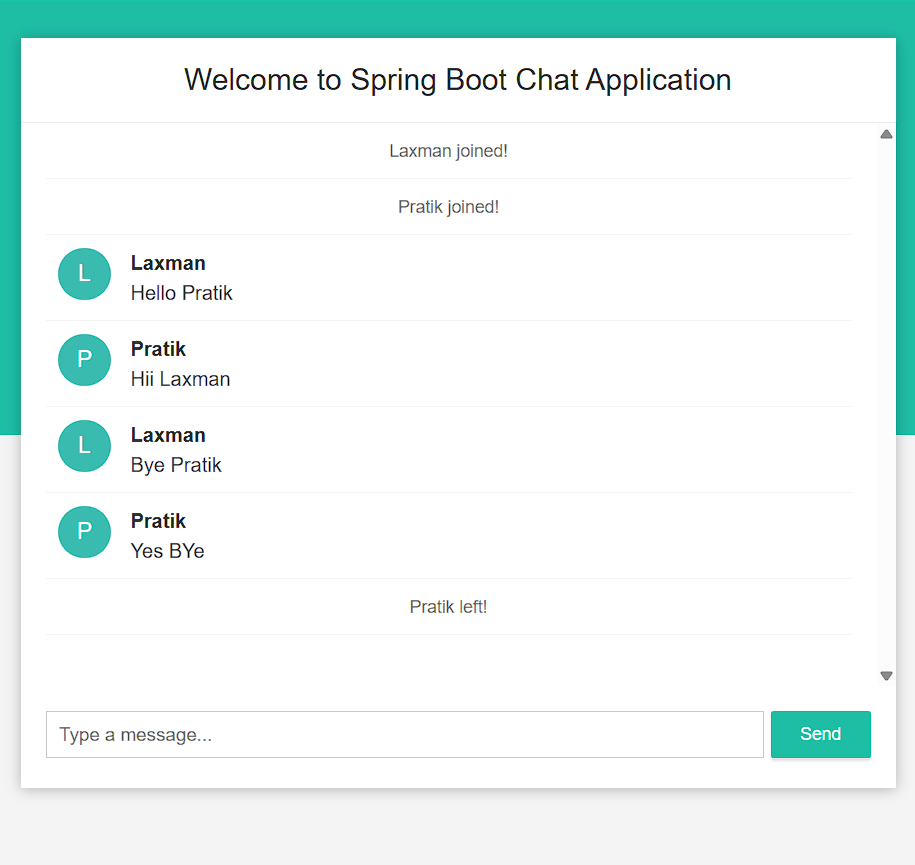 Welcome to Spring Boot Chat Application
Laxman joined!
Pratik joined!
L
Laxman
Hello Pratik
P
Pratik
Hii Laxman
L
Laxman
Bye Pratik
P
Pratik
Yes BYe
Pratik left!
Type a message...
Send